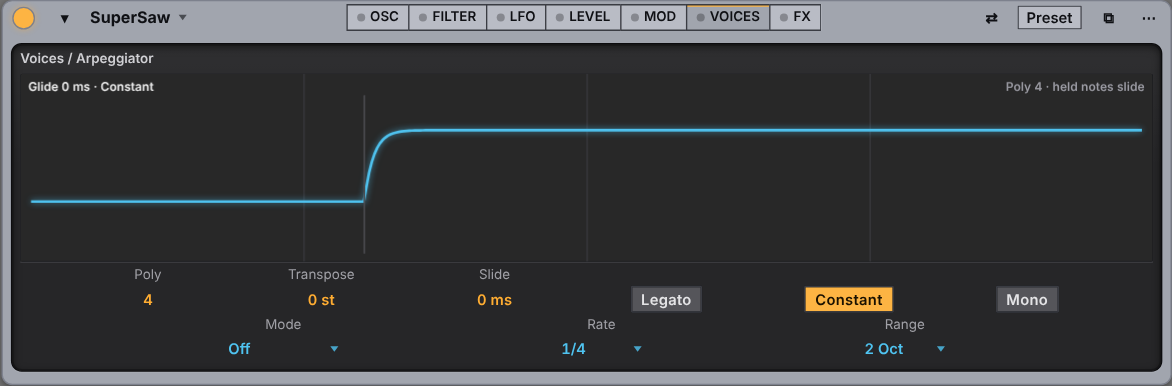 SuperSaw OSC FILTER LFO LEVEL MOD VOICES FX Preset
Voices / Arpeggiator
Glide 0 ms · Constant Poly 4 · held notes slide
Poly Transpose Slide
4 0 st 0 ms Legato Constant Mono
Mode Rate Range
Off 1/4 2 Oct